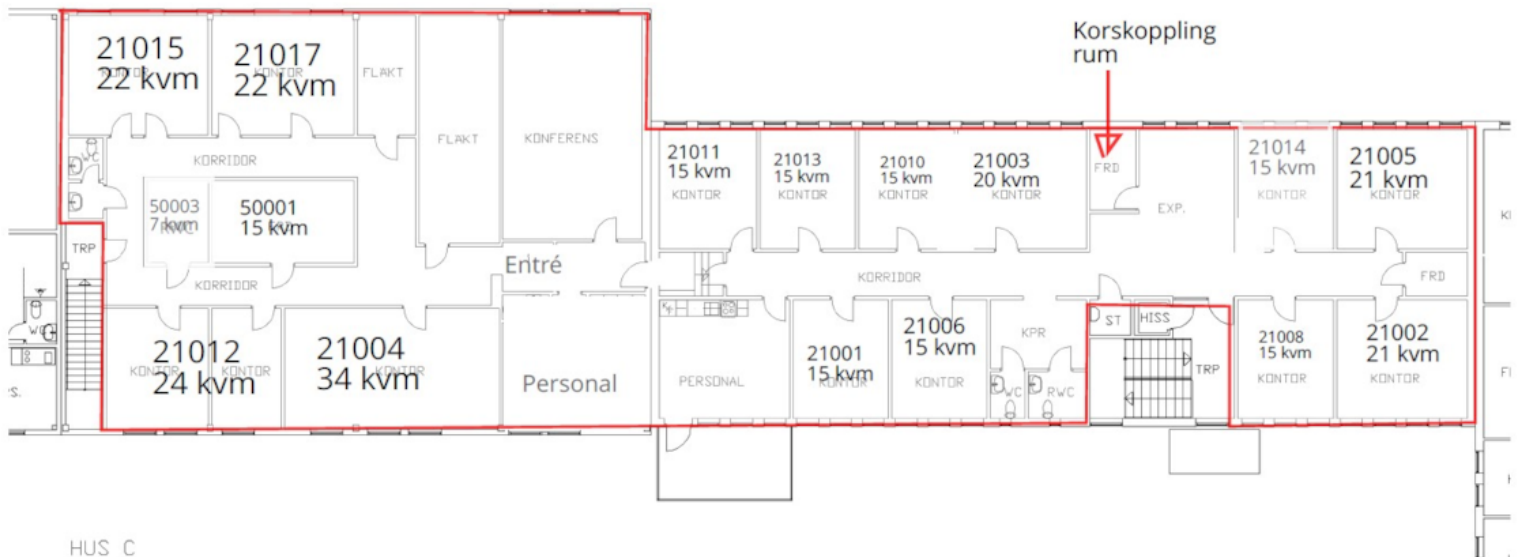 Korskoppling
rum
21015
22 kvm
KONTOR
21017
22 kvm
KONTOR
FLÄKT
FLÄKT
KONFERENS
WC
KORRIDOR
50003
7 kvm
RWC
50001
15 kvm
TRP
KORRIDOR
Entré
21012
24 kvm
KONTOR
KONTOR
21004
34 kvm
KONTOR
Personal
WC
S.
21011
15 kvm
KONTOR
21013
15 kvm
KONTOR
21010
15 kvm
KONTOR
21003
20 kvm
KONTOR
FRD
EXP.
21014
15 kvm
KONTOR
21005
21 kvm
KONTOR
KORRIDOR
FRD
K/F
PERSONAL
21001
15 kvm
KONTOR
21006
15 kvm
KONTOR
KPR
WC
RWC
ST
HISS
TRP
21008
15 kvm
KONTOR
21002
21 kvm
KONTOR
HUS C